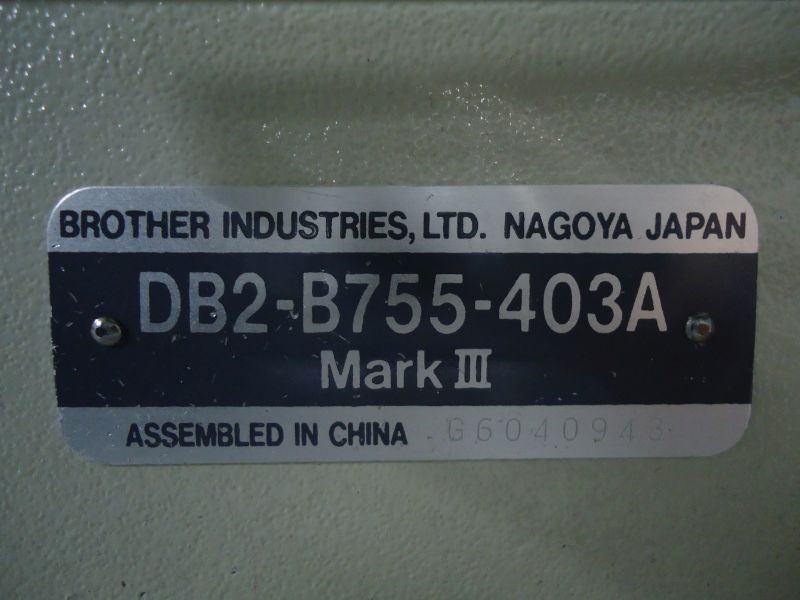 BROTHER INDUSTRIES, LTD. NAGOYA JAPAN
DB2-B755-403A
Mark III
ASSEMBLED IN CHINA G6040943